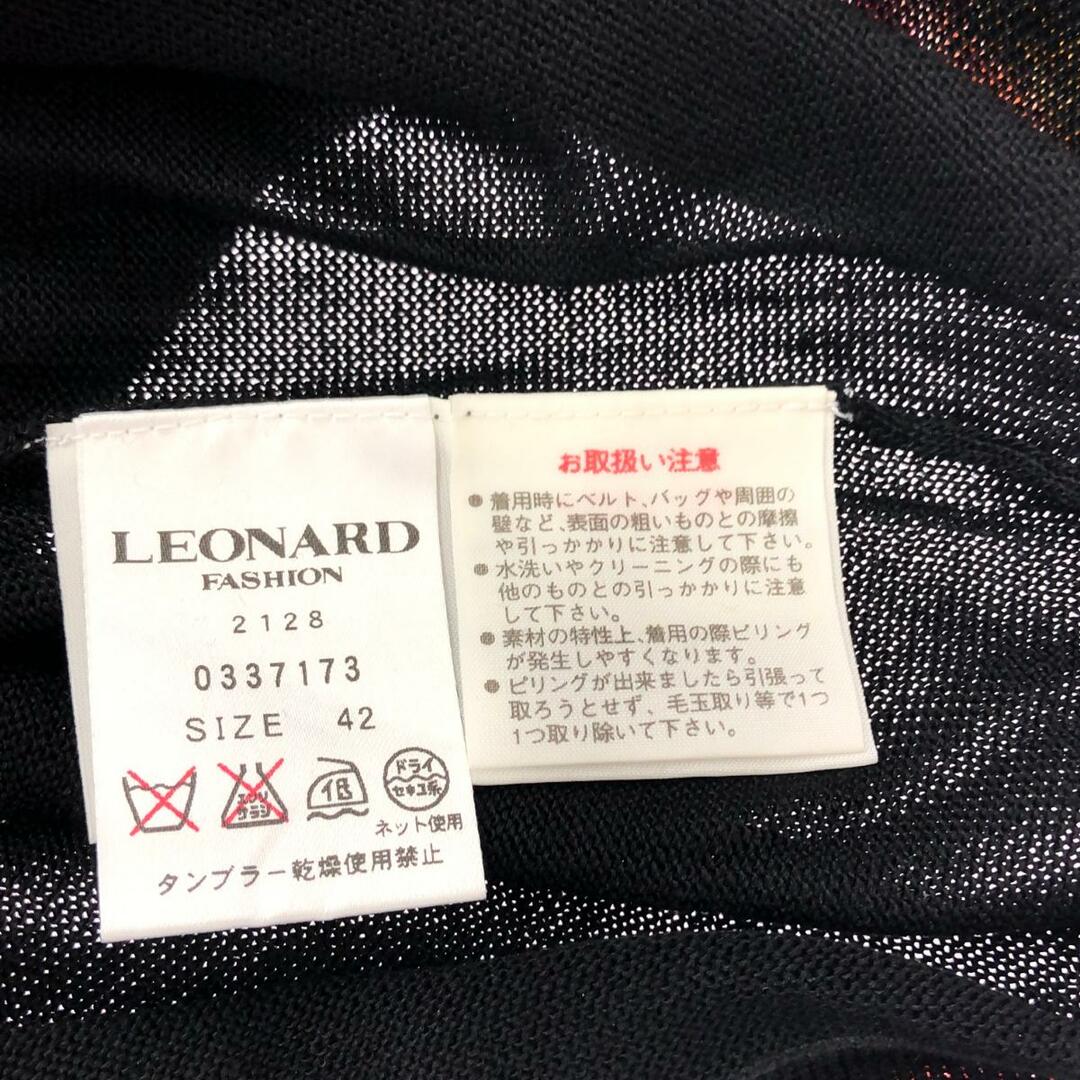 LEONARD
FASHION
2128
0337173
SIZE 42
エンソ
サラシ
低
ドライ
セキユ系
ネット使用
タンブラー乾燥使用禁止
お取扱い注意
● 着用時にベルト、バッグや周囲の
壁など、表面の粗いものとの摩擦
や引っかかりに注意して下さい。
● 水洗いやクリーニングの際にも
他のものとの引っかかりに注意
して下さい。
● 素材の特性上、着用の際ピリング
が発生しやすくなります。
● ピリングが出来ましたら引張って
取ろうとせず、毛玉取り等で1つ
1つ取り除いて下さい。